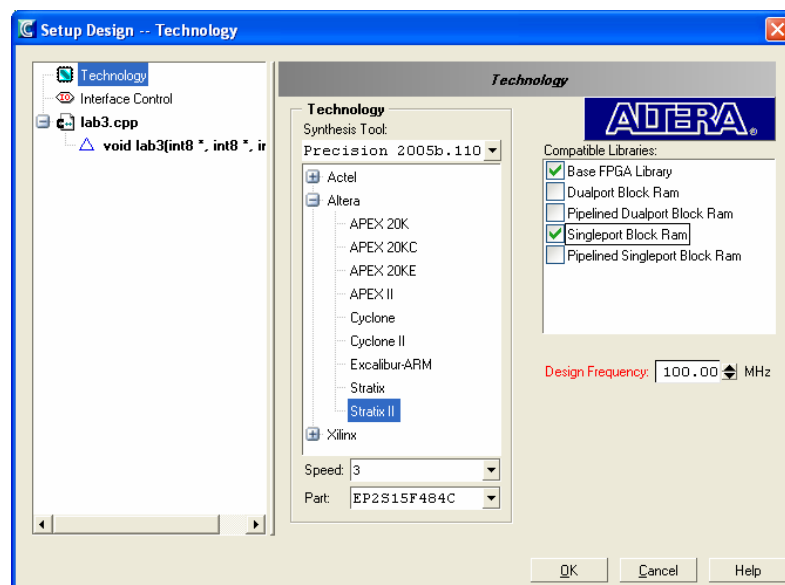 Setup Design -- Technology
Technology
Interface Control
lab3.cpp
void lab3(int8 *, int8 *, ir
Technology
Technology
Synthesis Tool:
Precision 2005b.110
Actel
Altera
APEX 20K
APEX 20KC
APEX 20KE
APEX II
Cyclone
Cyclone II
Excalibur-ARM
Stratix
Stratix II
Xilinx
Speed: 3
Part: EP2S15F484C
ALTERA®
Compatible Libraries:
Base FPGA Library
Dualport Block Ram
Pipelined Dualport Block Ram
Singleport Block Ram
Pipelined Singleport Block Ram
Design Frequency: 100.00 MHz
OK Cancel Help